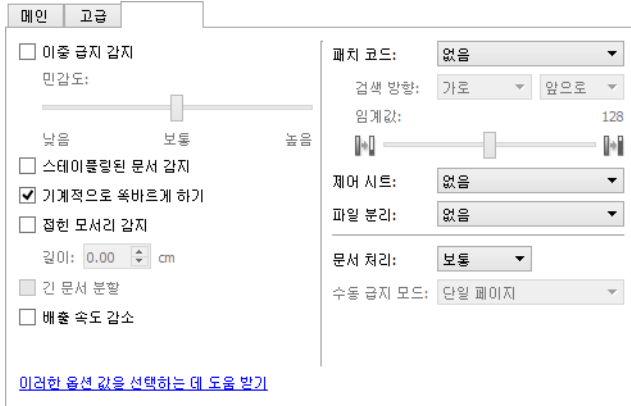 메인 고급
이중 급지 감지
민감도:
낮음 보통 높음
스테이플링된 문서 감지
기계적으로 똑바르게 하기
접힌 모서리 감지
길이: 0.00 cm
긴 문서 분할
배출 속도 감소
이러한 옵션 값을 선택하는 데 도움 받기
패치 코드: 없음
검색 방향: 가로 앞으로
임계값: 128
제어 시트: 없음
파일 분리: 없음
문서 처리: 보통
수동 급지 모드: 단일 페이지